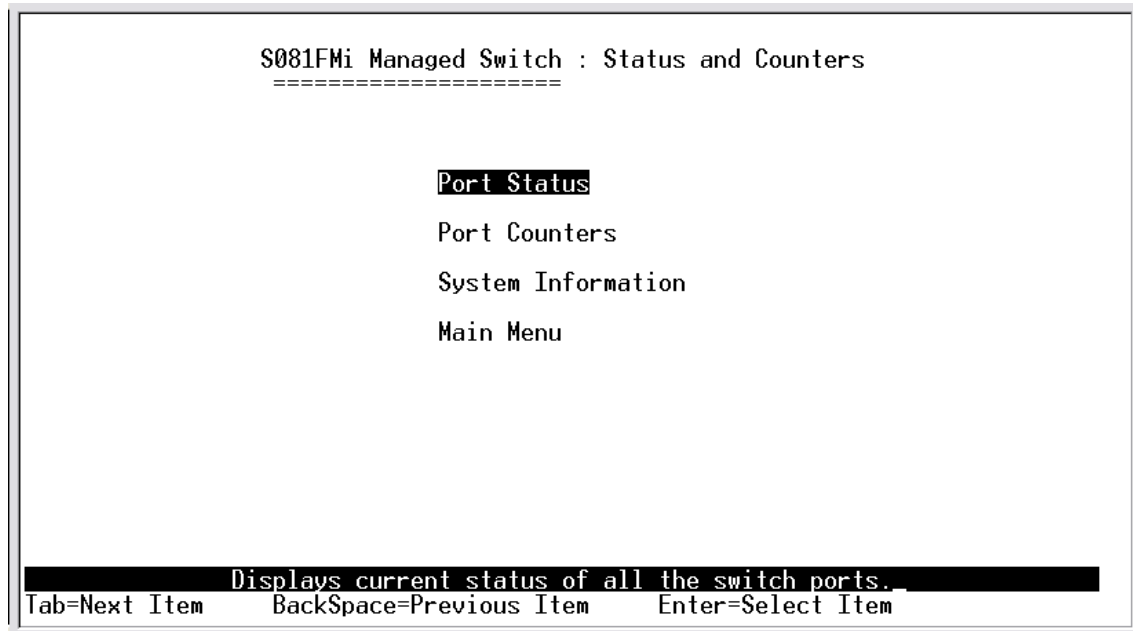 S081FMi Managed Switch : Status and Counters
=====================
Port Status
Port Counters
System Information
Main Menu
Displays current status of all the switch ports._
Tab=Next Item BackSpace=Previous Item Enter=Select Item